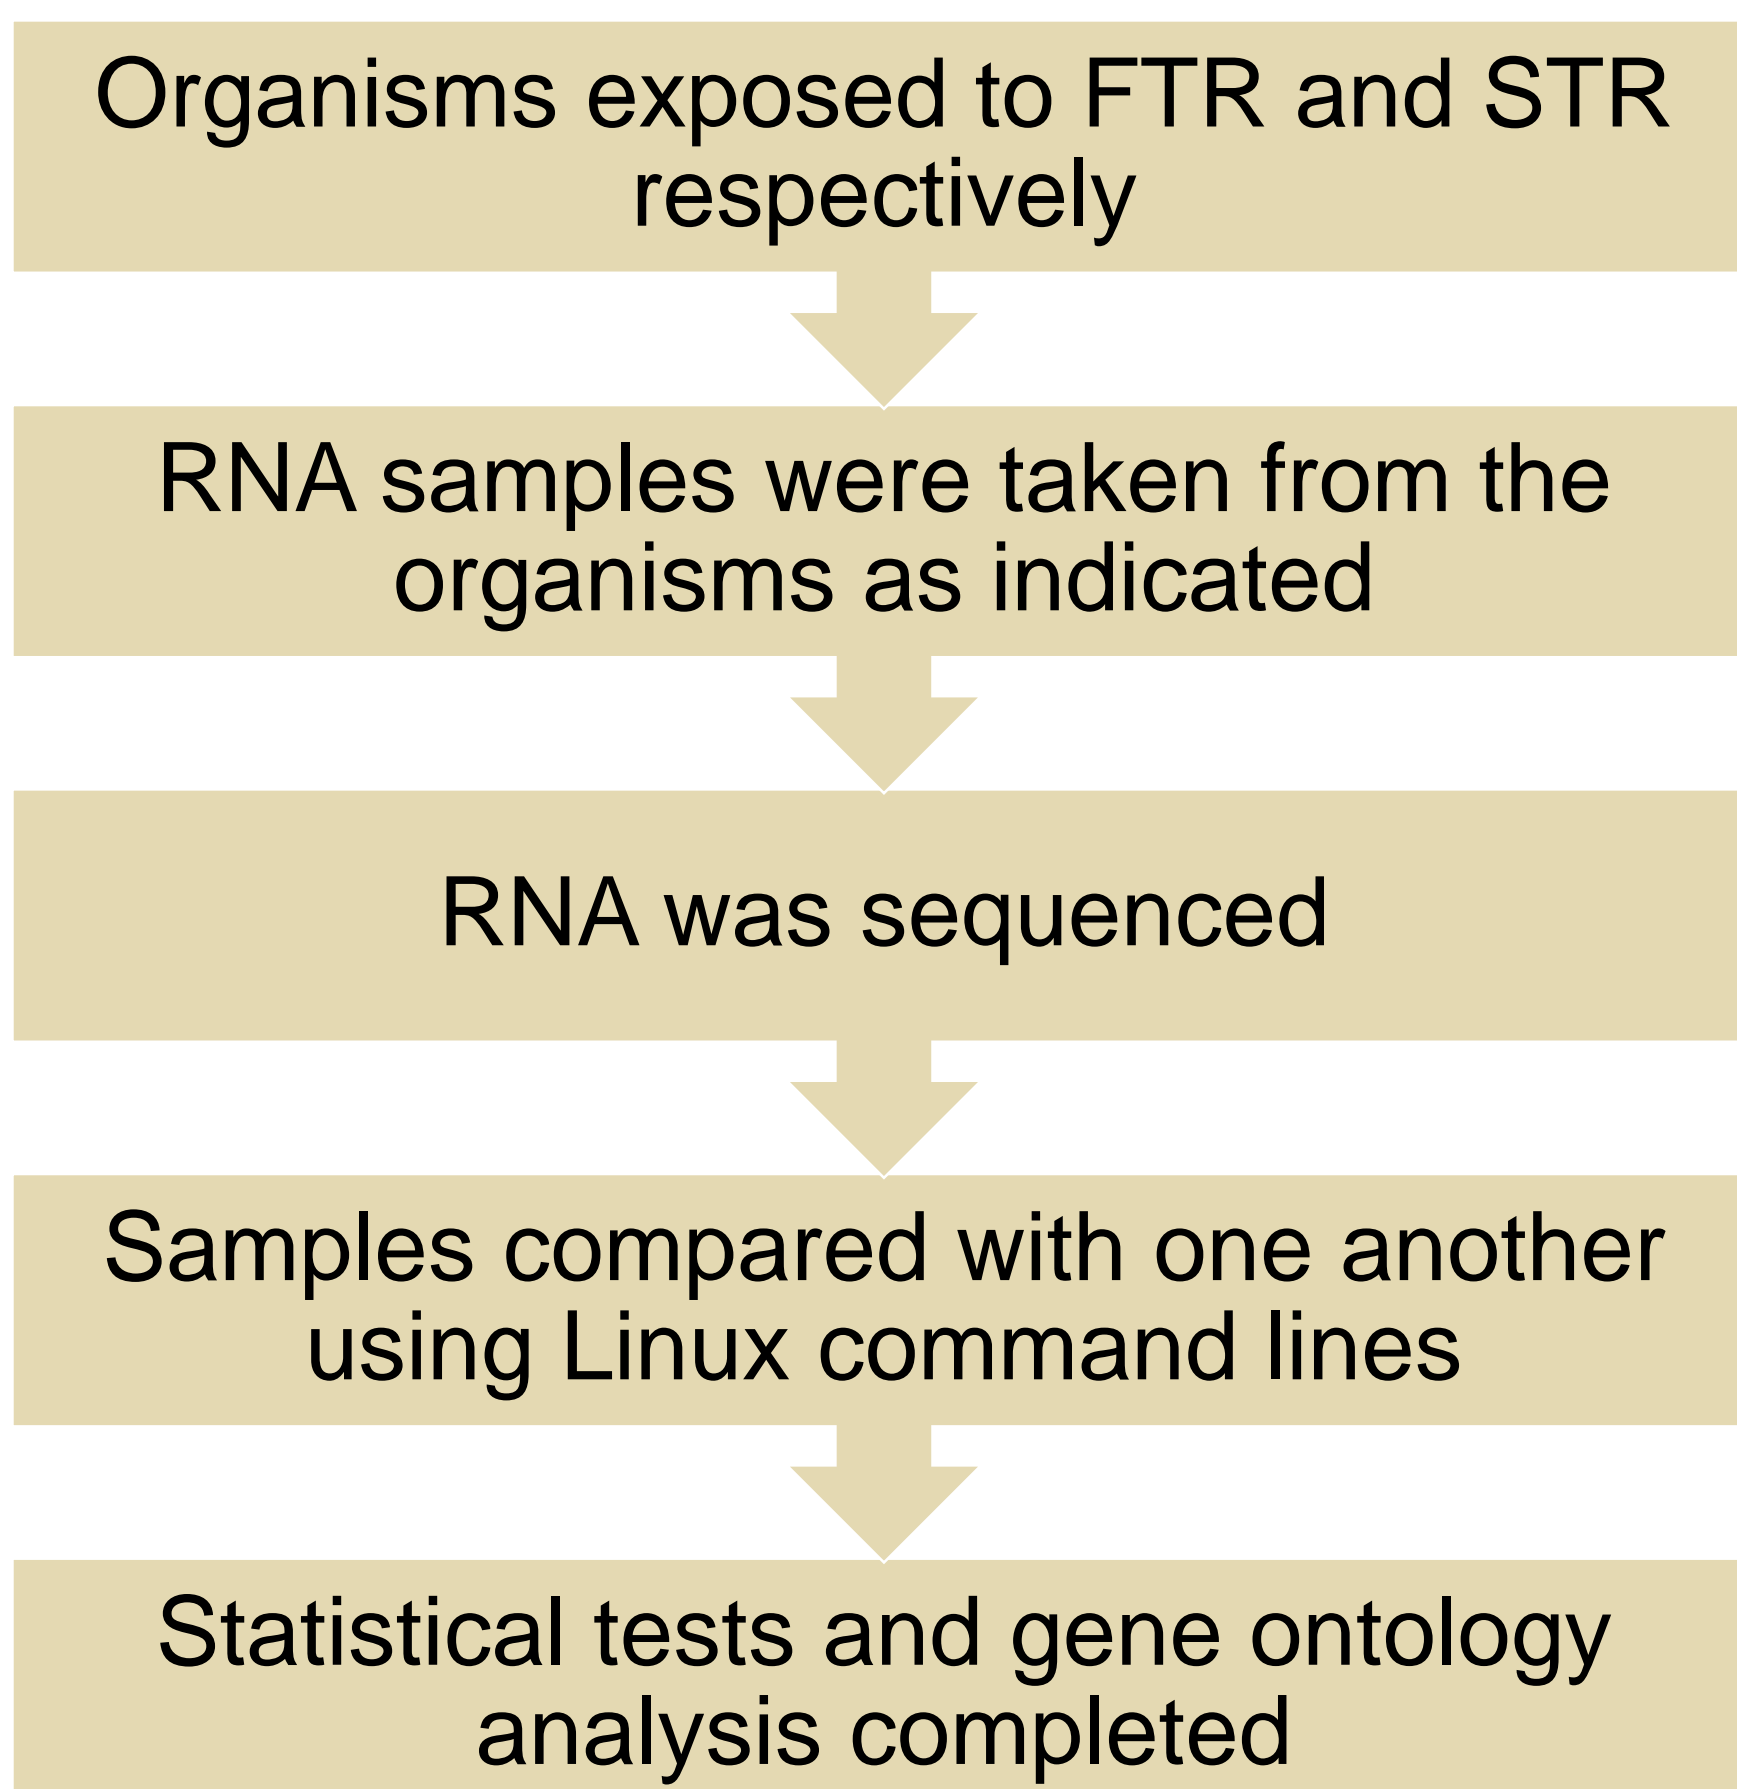 Organisms exposed to FTR and STR
respectively
RNA samples were taken from the
organisms as indicated
RNA was sequenced
Samples compared with one another
using Linux command lines
Statistical tests and gene ontology
analysis completed